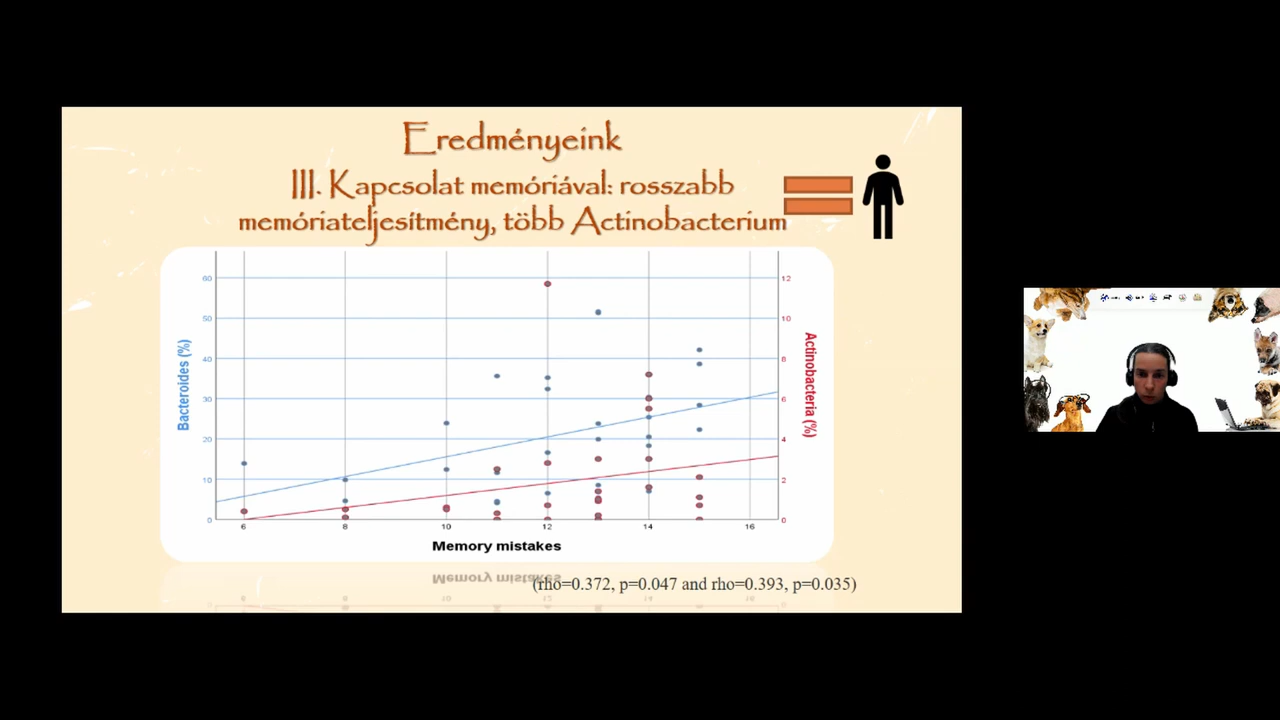 Eredményeink
III. Kapcsolat memóriával: rosszabb
memóriateljesítmény, több Actinobacterium
Bacteroides (%)
60
50
40
30
20
10
0
12
10
8
6
4
2
0
Actinobacteria (%)
6 8 10 12 14 16
Memory mistakes
(rho=0.372, p=0.047 and rho=0.393, p=0.035)